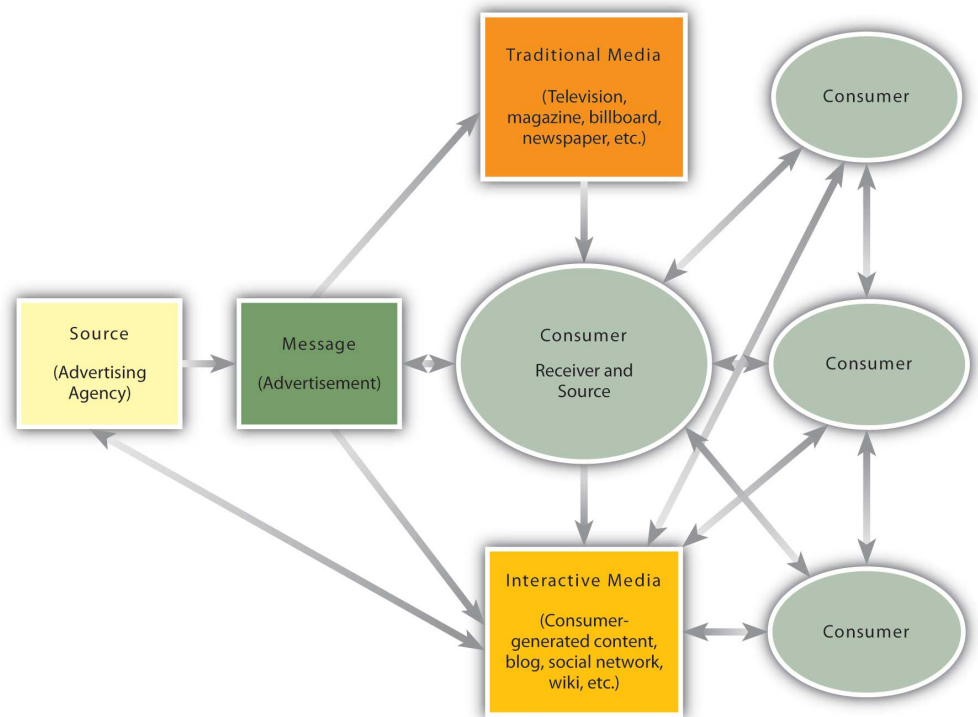 Traditional Media
(Television,
magazine, billboard,
newspaper, etc.)
Consumer
Source
(Advertising
Agency)
Message
(Advertisement)
Consumer
Receiver and
Source
Consumer
Interactive Media
(Consumer-
generated content,
blog, social network,
wiki, etc.)
Consumer